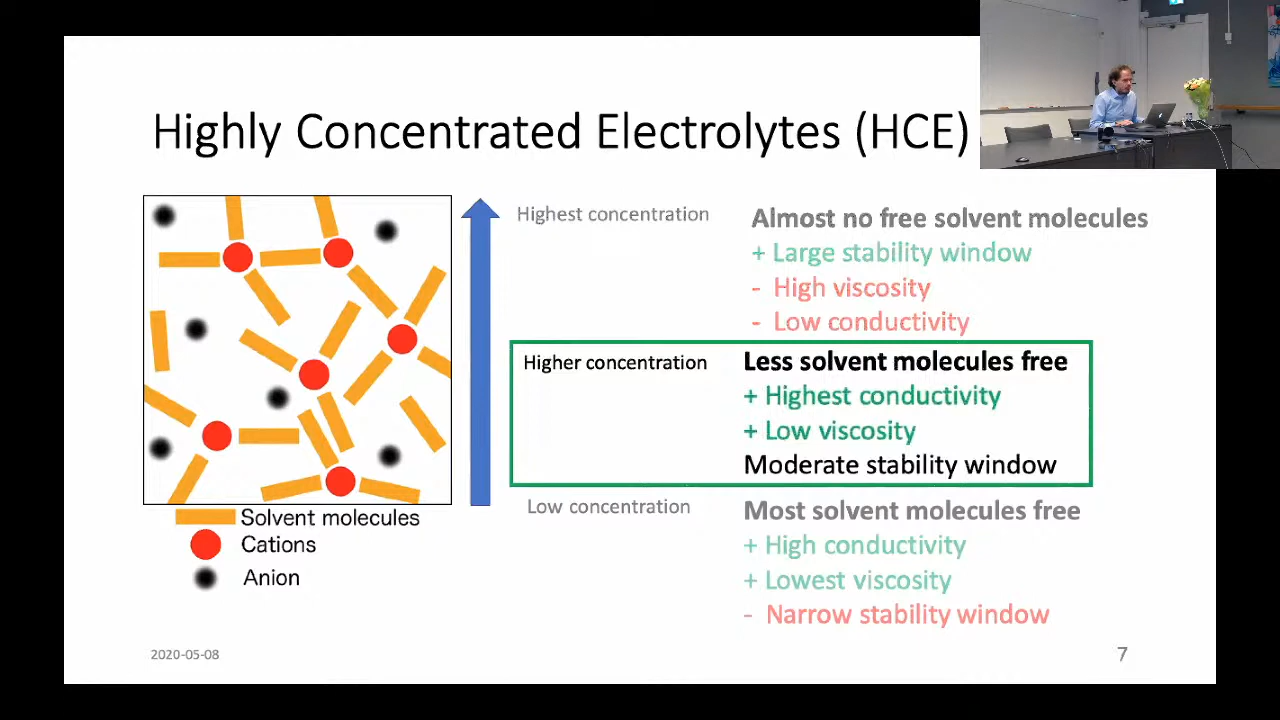 Highly Concentrated Electrolytes (HCE)
Highest concentration
Almost no free solvent molecules
+ Large stability window
- High viscosity
- Low conductivity
Higher concentration
Less solvent molecules free
+ Highest conductivity
+ Low viscosity
Moderate stability window
Low concentration
Most solvent molecules free
+ High conductivity
+ Lowest viscosity
- Narrow stability window
Solvent molecules
Cations
Anion
2020-05-08
7